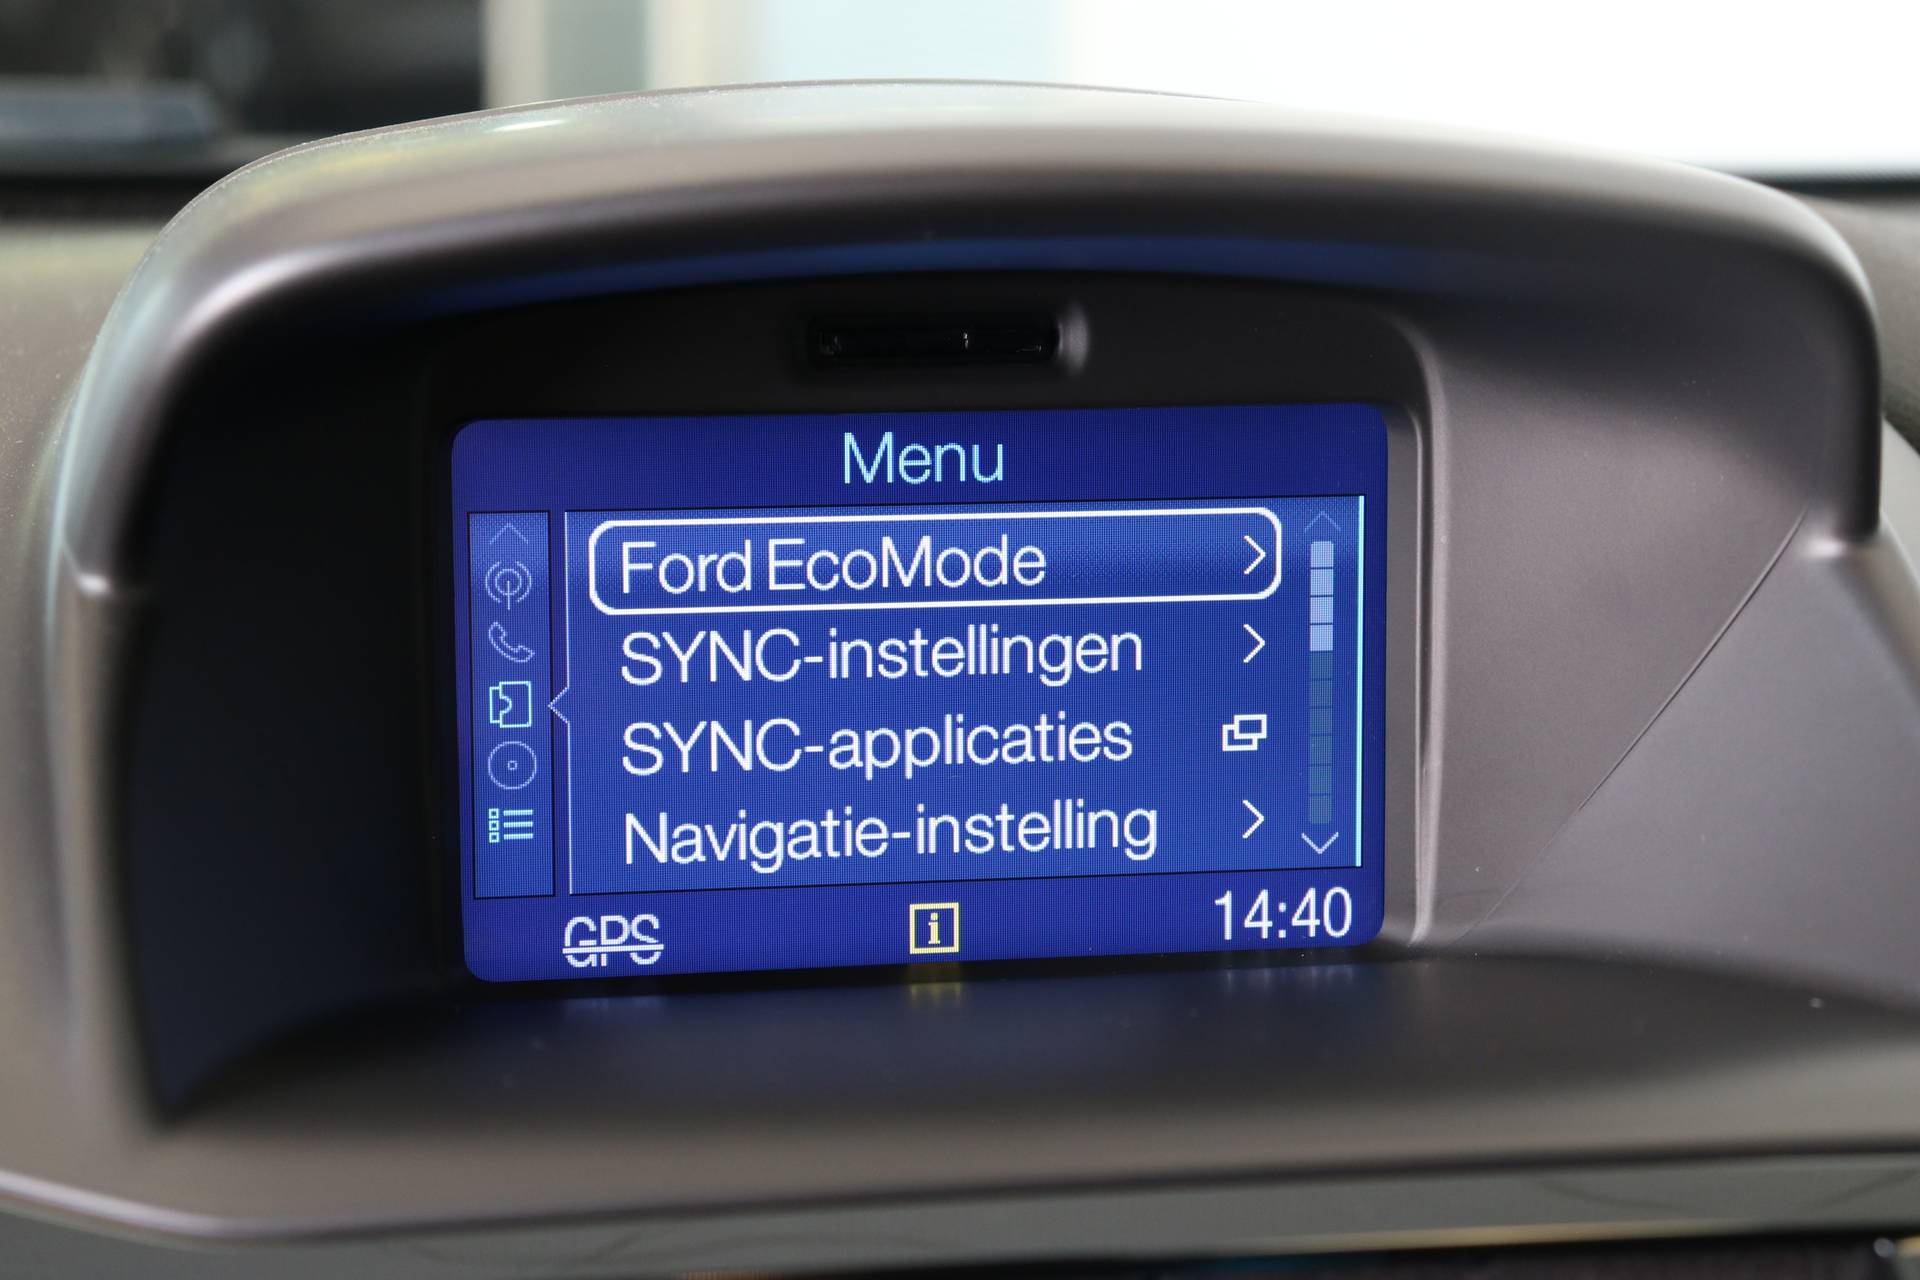 Menu
Ford EcoMode
SYNC-instellingen
SYNC-applicaties
Navigatie-instelling
GPS
i
14:40